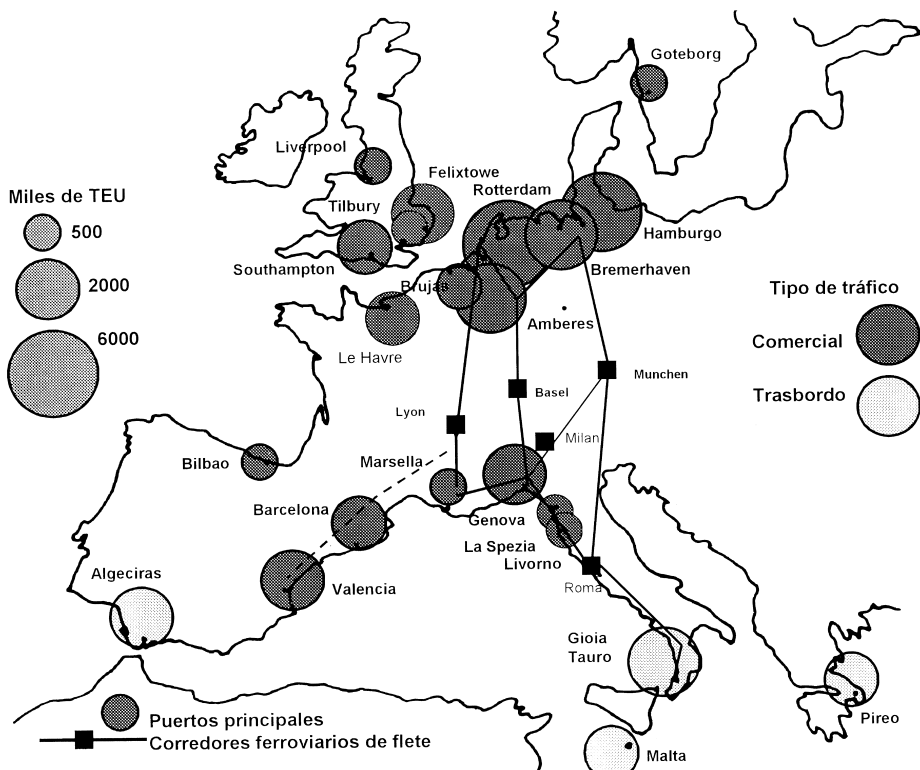 Goteborg
Liverpool
Felixtowe
Rotterdam
Miles de TEU
Tilbury
500
Hamburgo
Southampton
Bremerhaven
2000
Brujas
Tipo de tráfico
Amberes
6000
Comercial
Le Havre
Munchen
Basel
Trasbordo
Lyon
Milan
Bilbao
Marsella
Barcelona
Genova
La Spezia
Livorno
Algeciras
Valencia
Roma
Gioia
Tauro
Pireo
Puertos principales
Corredores ferroviarios de flete
Malta